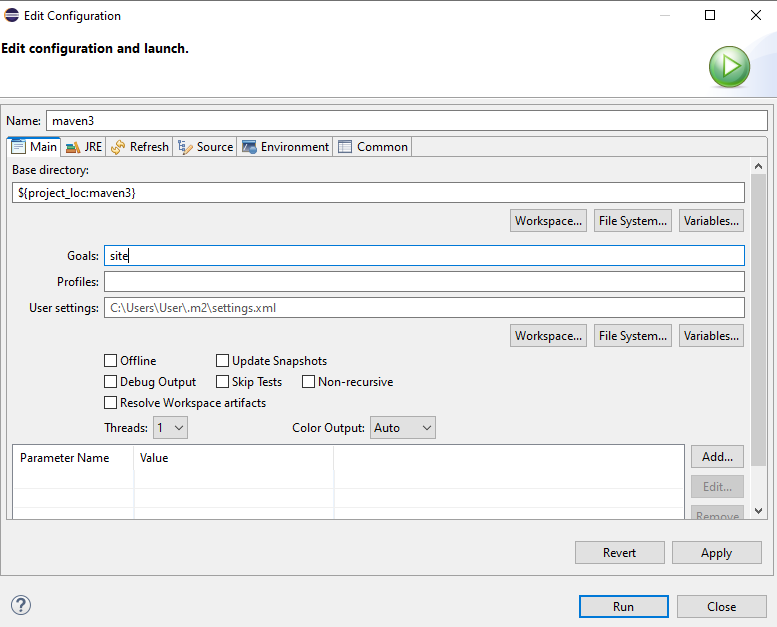 Edit Configuration
Edit configuration and launch.
Name: maven3
Main JRE Refresh Source Environment Common
Base directory:
${project_loc:maven3}
Workspace... File System... Variables...
Goals: site
Profiles:
User settings: C:\Users\User\.m2\settings.xml
Workspace... File System... Variables...
Offline Update Snapshots
Debug Output Skip Tests Non-recursive
Resolve Workspace artifacts
Threads: 1 Color Output: Auto
Parameter Name Value Add...
Edit...
Remove
Revert Apply
? Run Close